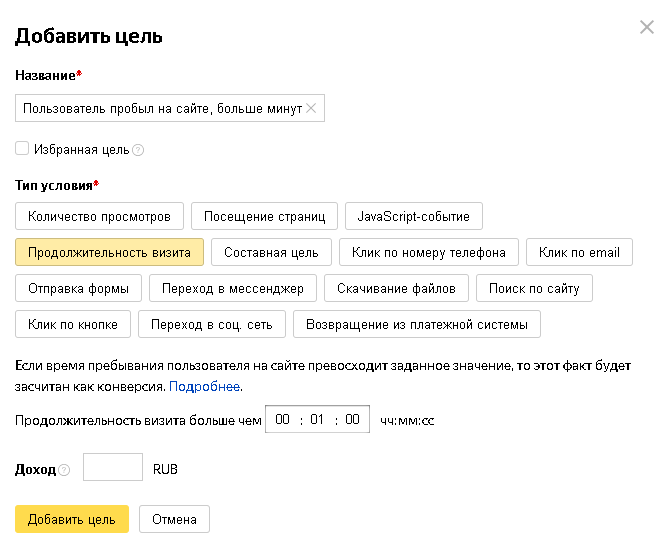 Добавить цель
Название*
Пользователь пробыл на сайте, больше минут
Избранная цель ?
Тип условия*
Количество просмотров Посещение страниц JavaScript-событие
Продолжительность визита Составная цель Клик по номеру телефона Клик по email
Отправка формы Переход в мессенджер Скачивание файлов Поиск по сайту
Клик по кнопке Переход в соц. сеть Возвращение из платежной системы
Если время пребывания пользователя на сайте превосходит заданное значение, то этот факт будет
засчитан как конверсия. Подробнее.
Продолжительность визита больше чем 00 : 01 : 00 чч:мм:сс
Доход ? RUB
Добавить цель Отмена